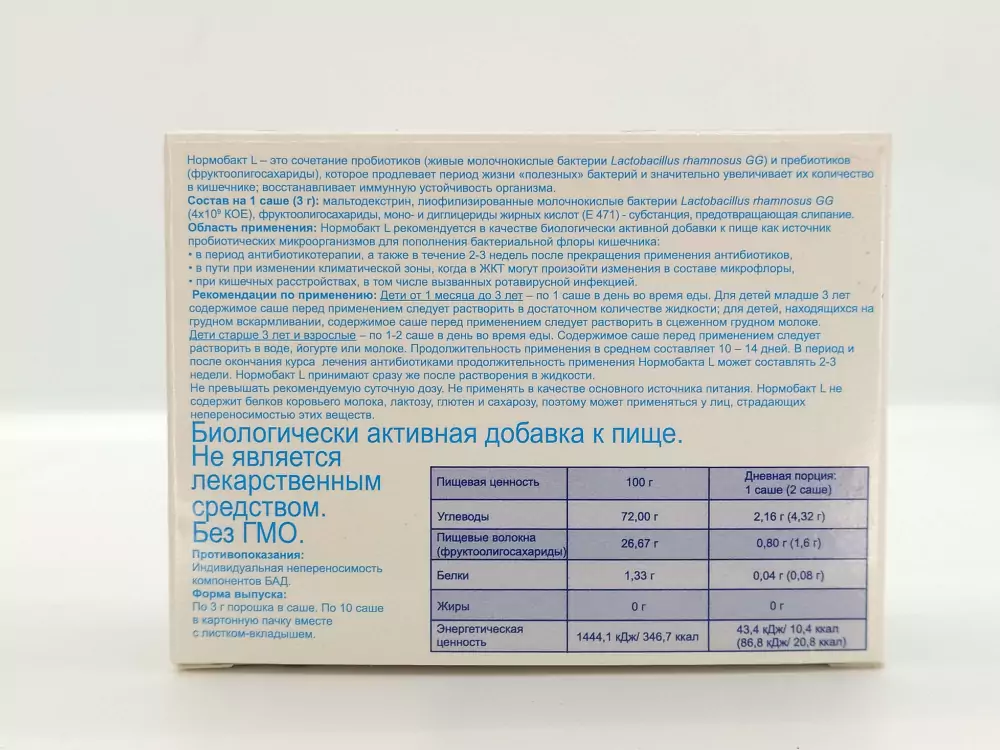 Нормобакт L – это сочетание пробиотиков (живые молочнокислые бактерии Lactobacillus rhamnosus GG) и пребиотиков
(фруктоолигосахариды), которое продлевает период жизни «полезных» бактерий и значительно увеличивает их количество
в кишечнике; восстанавливает иммунную устойчивость организма.
Состав на 1 саше (3 г): мальтодекстрин, лиофилизированные молочнокислые бактерии Lactobacillus rhamnosus GG
(4х10⁹ КОЕ), фруктоолигосахариды, моно- и диглицериды жирных кислот (Е 471) - субстанция, предотвращающая слипание.
Область применения: Нормобакт L рекомендуется в качестве биологически активной добавки к пище как источник
пробиотических микроорганизмов для пополнения бактериальной флоры кишечника:
• в период антибиотикотерапии, а также в течение 2-3 недель после прекращения применения антибиотиков,
• в пути при изменении климатической зоны, когда в ЖКТ могут произойти изменения в составе микрофлоры,
• при кишечных расстройствах, в том числе вызванных ротавирусной инфекцией.
Рекомендации по применению: Дети от 1 месяца до 3 лет – по 1 саше в день во время еды. Для детей младше 3 лет
содержимое саше перед применением следует растворить в достаточном количестве жидкости; для детей, находящихся на
грудном вскармливании, содержимое саше перед применением следует растворить в сцеженном грудном молоке.
Дети старше 3 лет и взрослые – по 1-2 саше в день во время еды. Содержимое саше перед применением следует
растворить в воде, йогурте или молоке. Продолжительность применения в среднем составляет 10 – 14 дней. В период и
после окончания курса лечения антибиотиками продолжительность применения Нормобакта L может составлять 2-3
недели. Нормобакт L принимают сразу же после растворения в жидкости.
Не превышать рекомендуемую суточную дозу. Не применять в качестве основного источника питания. Нормобакт L не
содержит белков коровьего молока, лактозу, глютен и сахарозу, поэтому может применяться у лиц, страдающих
непереносимостью этих веществ.
Биологически активная добавка к пище.
Не является
лекарственным
средством.
Без ГМО.
Противопоказания:
Индивидуальная непереносимость
компонентов БАД.
Форма выпуска:
По 3 г порошка в саше. По 10 саше
в картонную пачку вместе
с листком-вкладышем.
Пищевая ценность 100 г Дневная порция:
1 саше (2 саше)
Углеводы 72,00 г 2,16 г (4,32 г)
Пищевые волокна
(фруктоолигосахариды) 26,67 г 0,80 г (1,6 г)
Белки 1,33 г 0,04 г (0,08 г)
Жиры 0 г 0 г
Энергетическая
ценность 1444,1 кДж/ 346,7 ккал 43,4 кДж/ 10,4 ккал
(86,8 кДж/ 20,8 ккал)